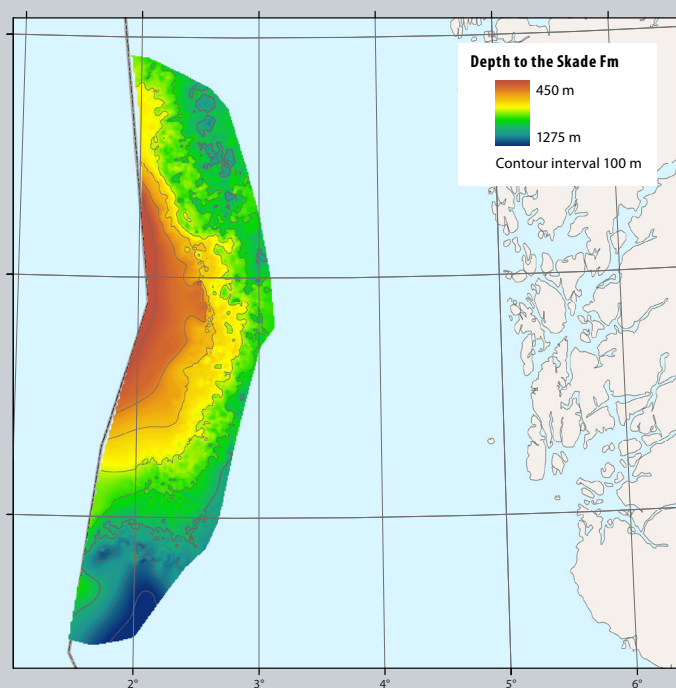 Depth to the Skade Fm
450 m
1275 m
Contour interval 100 m
2° 3° 4° 5° 6°